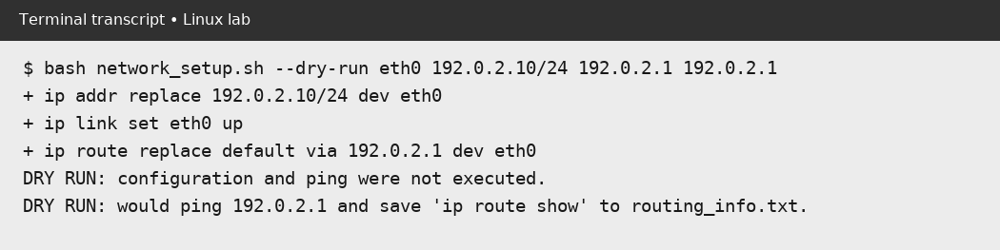 Terminal transcript • Linux lab
$ bash network_setup.sh --dry-run eth0 192.0.2.10/24 192.0.2.1 192.0.2.1
+ ip addr replace 192.0.2.10/24 dev eth0
+ ip link set eth0 up
+ ip route replace default via 192.0.2.1 dev eth0
DRY RUN: configuration and ping were not executed.
DRY RUN: would ping 192.0.2.1 and save 'ip route show' to routing_info.txt.